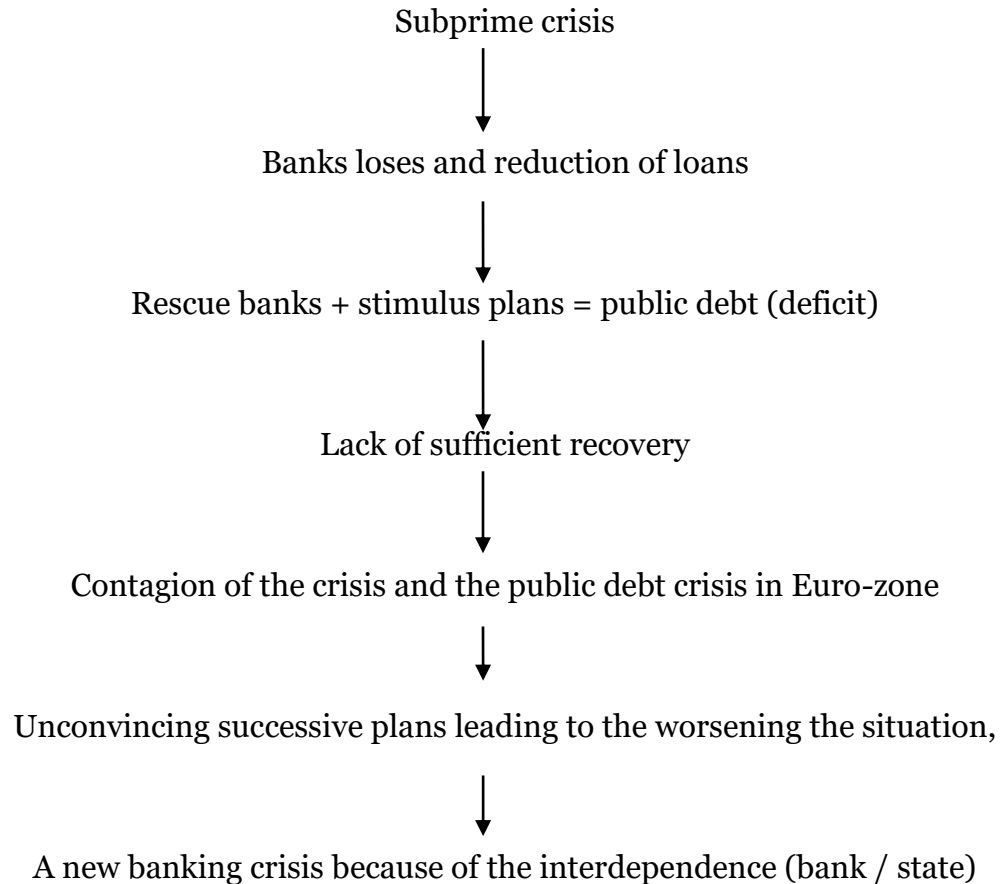 Subprime crisis
Banks loses and reduction of loans
Rescue banks + stimulus plans = public debt (deficit)
Lack of sufficient recovery
Contagion of the crisis and the public debt crisis in Euro-zone
Unconvincing successive plans leading to the worsening the situation,
A new banking crisis because of the interdependence (bank / state)